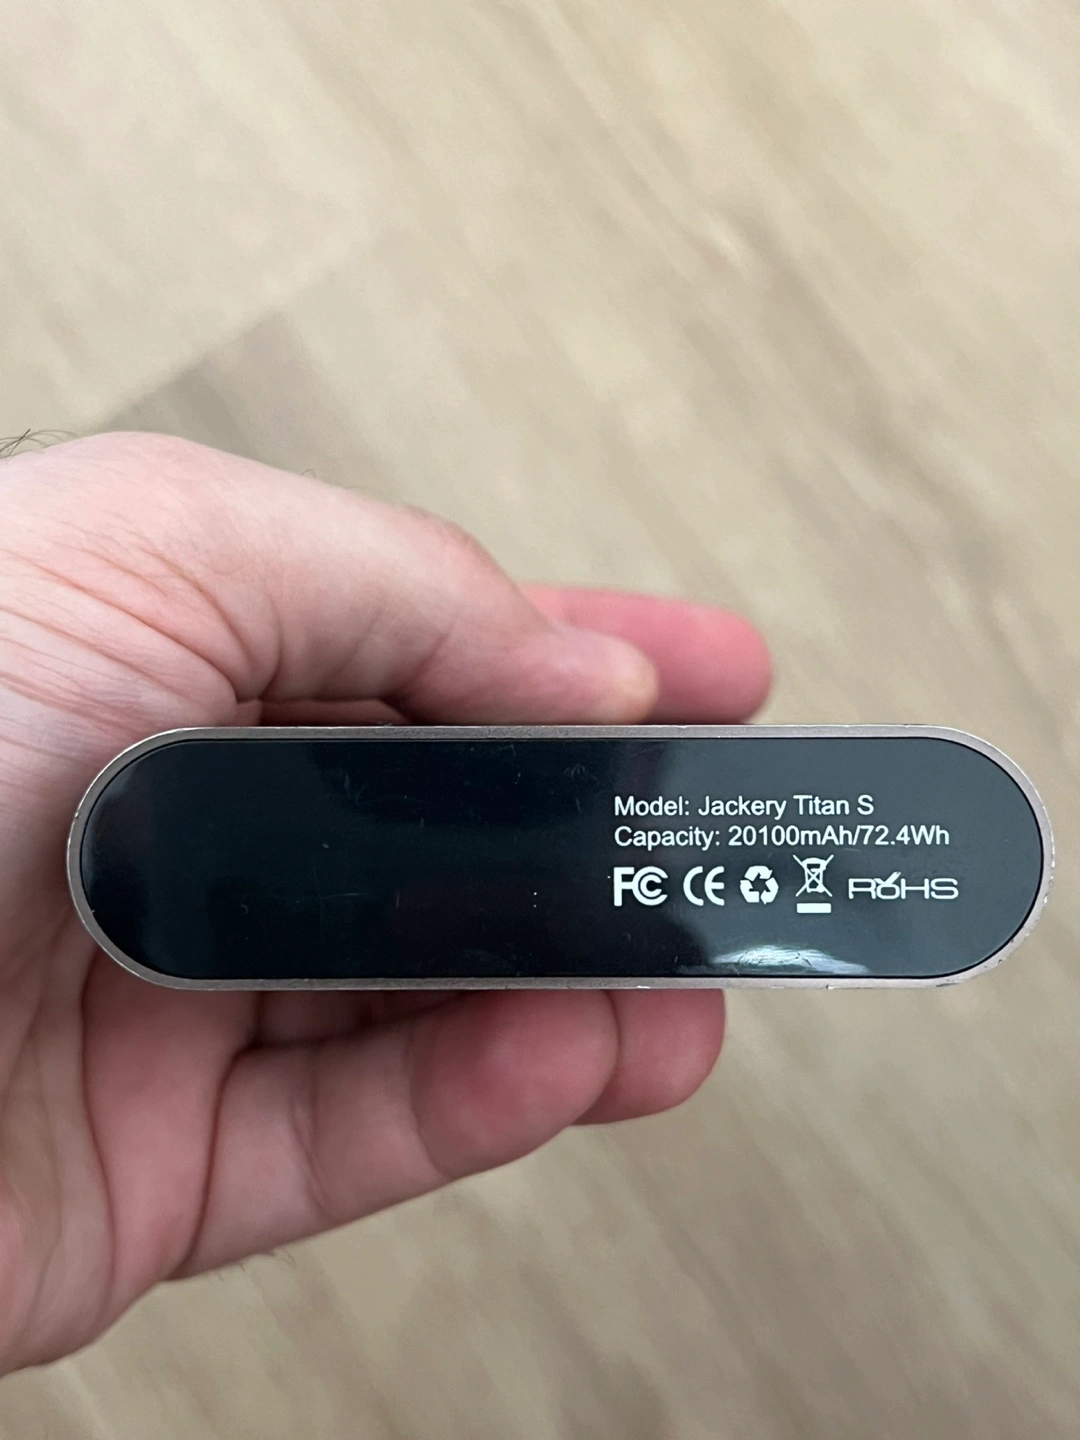 Model: Jackery Titan S
Capacity: 20100mAh/72.4Wh
FC CE RoHS